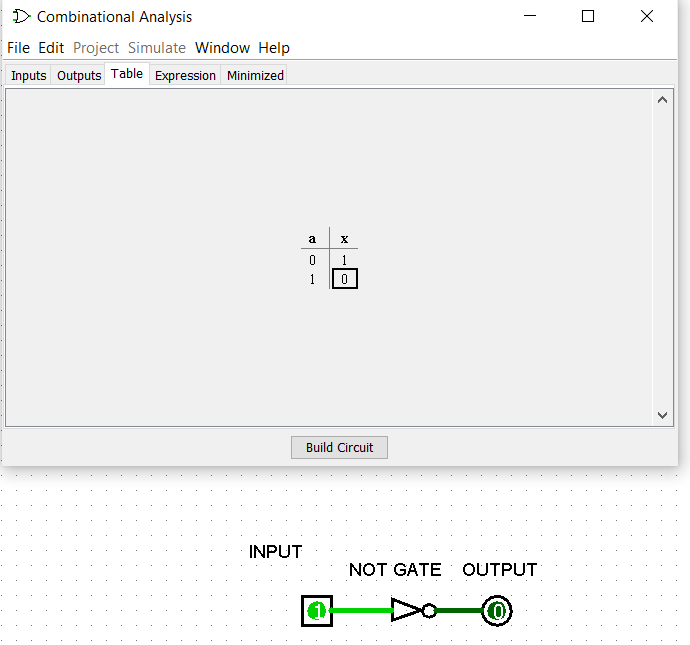 Combinational Analysis
File Edit Project Simulate Window Help
Inputs Outputs Table Expression Minimized
a x
0 1
1 0
Build Circuit
INPUT
NOT GATE OUTPUT
1 0